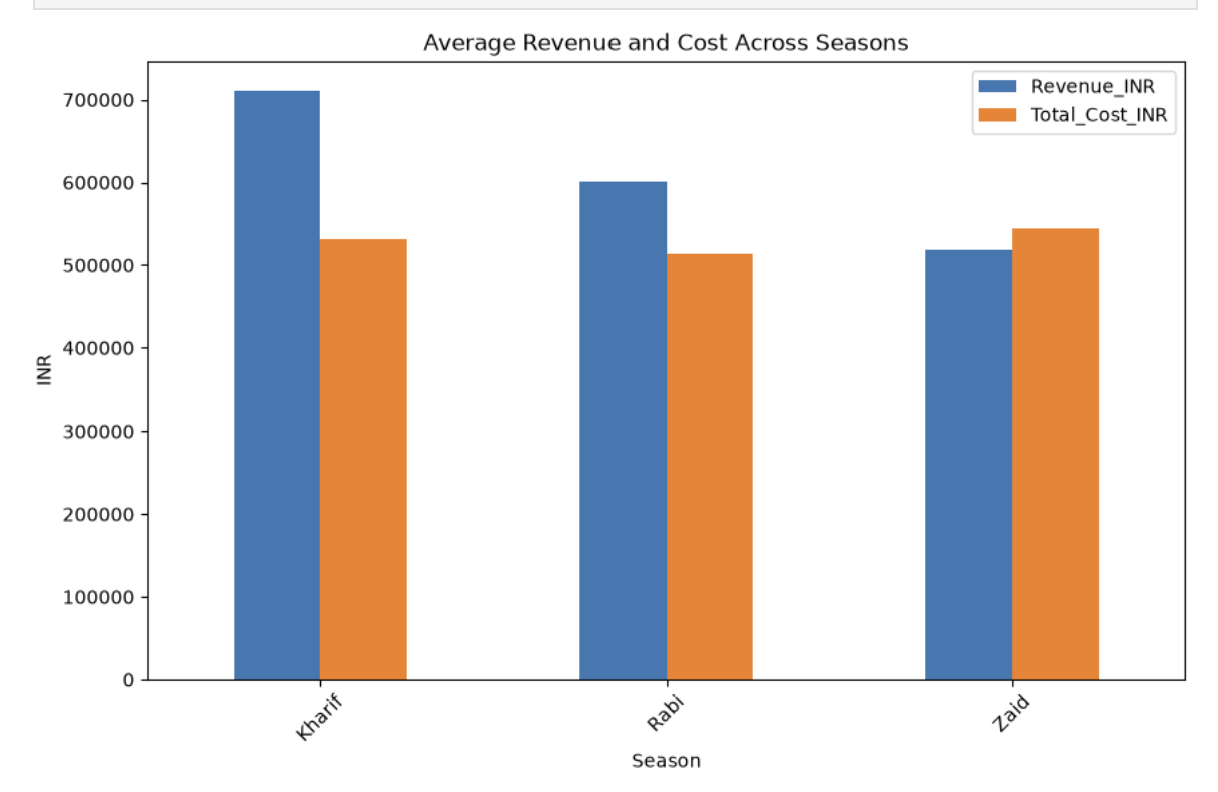 Average Revenue and Cost Across Seasons
Revenue_INR
Total_Cost_INR
700000
600000
500000
400000
300000
200000
100000
0
INR
Kharif
Rabi
Zaid
Season